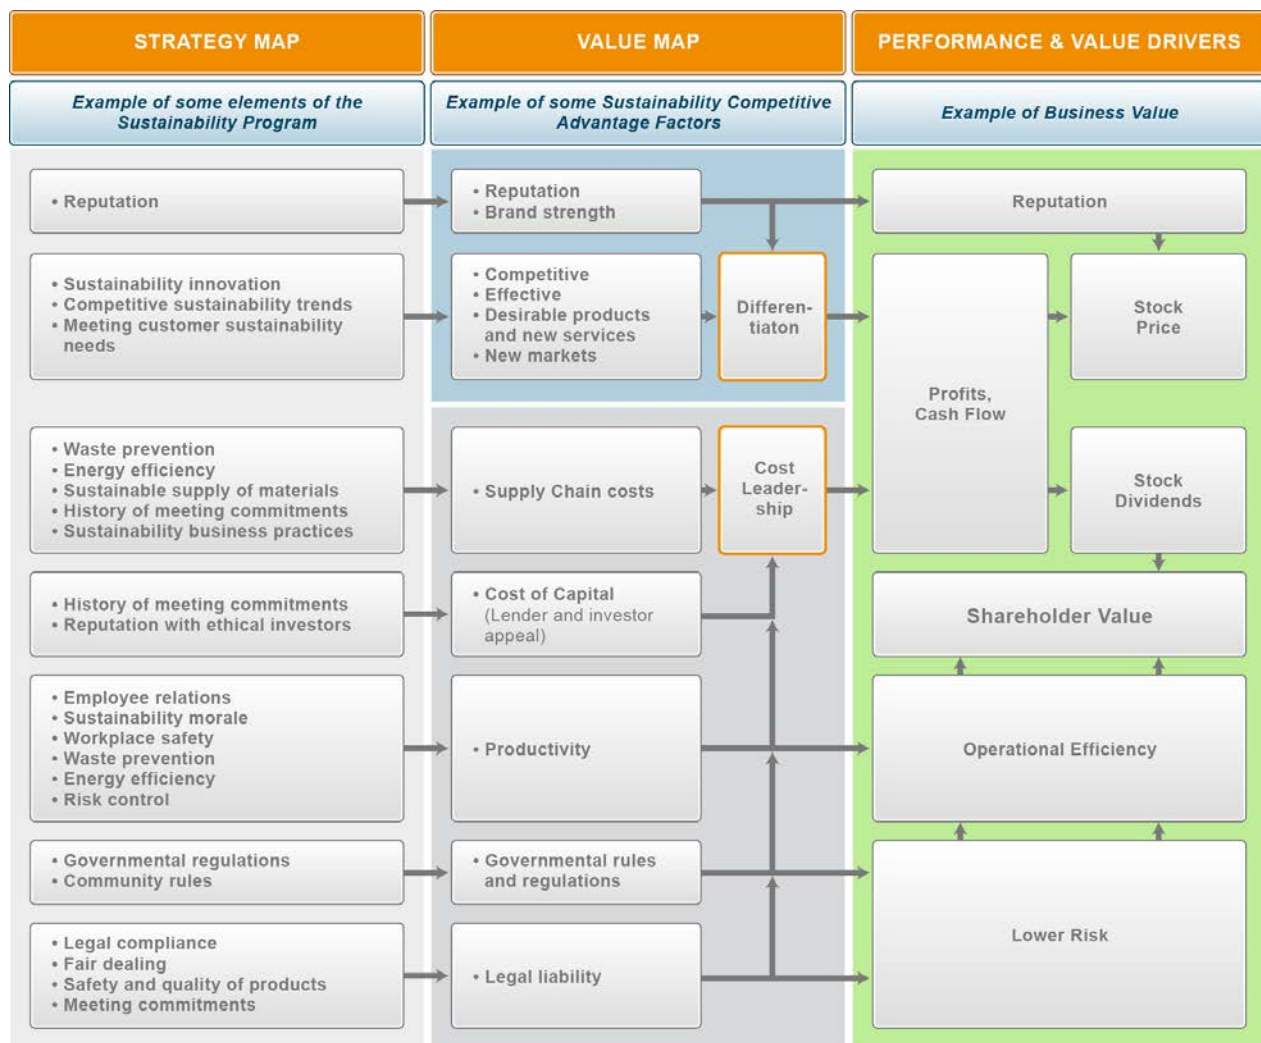 STRATEGY MAP
VALUE MAP
PERFORMANCE & VALUE DRIVERS
Example of some elements of the
Sustainability Program
Example of some Sustainability Competitive
Advantage Factors
Example of Business Value
• Reputation
• Reputation
• Brand strength
Reputation
• Sustainability innovation
• Competitive sustainability trends
• Meeting customer sustainability
needs
• Competitive
• Effective
• Desirable products
and new services
• New markets
Differen-
tiaton
Profits,
Cash Flow
Stock
Price
• Waste prevention
• Energy efficiency
• Sustainable supply of materials
• History of meeting commitments
• Sustainability business practices
• Supply Chain costs
Cost
Leader-
ship
Stock
Dividends
• History of meeting commitments
• Reputation with ethical investors
• Cost of Capital
(Lender and investor
appeal)
Shareholder Value
• Employee relations
• Sustainability morale
• Workplace safety
• Waste prevention
• Energy efficiency
• Risk control
• Productivity
Operational Efficiency
• Governmental regulations
• Community rules
• Governmental rules
and regulations
Lower Risk
• Legal compliance
• Fair dealing
• Safety and quality of products
• Meeting commitments
• Legal liability